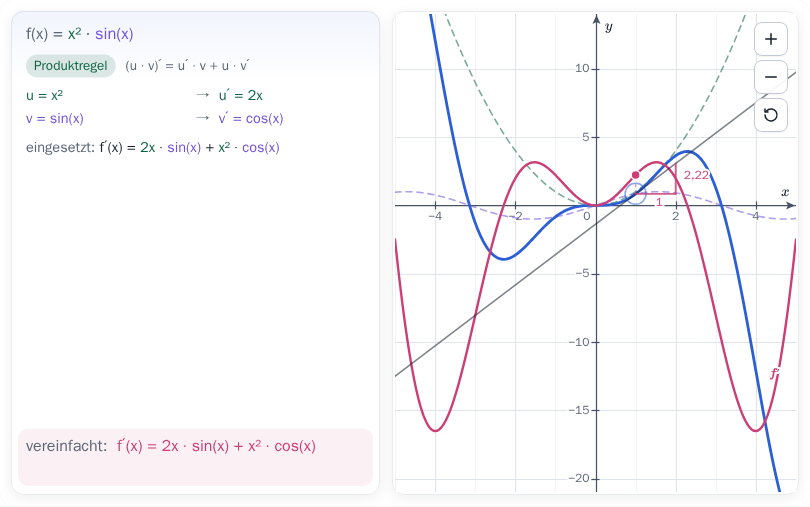 f(x) = x² · sin(x)
Produktregel (u · v)´ = u´ · v + u · v´
u = x² → u´ = 2x
v = sin(x) → v´ = cos(x)
eingesetzt: f´(x) = 2x · sin(x) + x² · cos(x)
vereinfacht: f´(x) = 2x · sin(x) + x² · cos(x)
y
+
10
−
5
2,22
x
1
−4 −2 0 2 4
−5
−10
f´
−15
−20